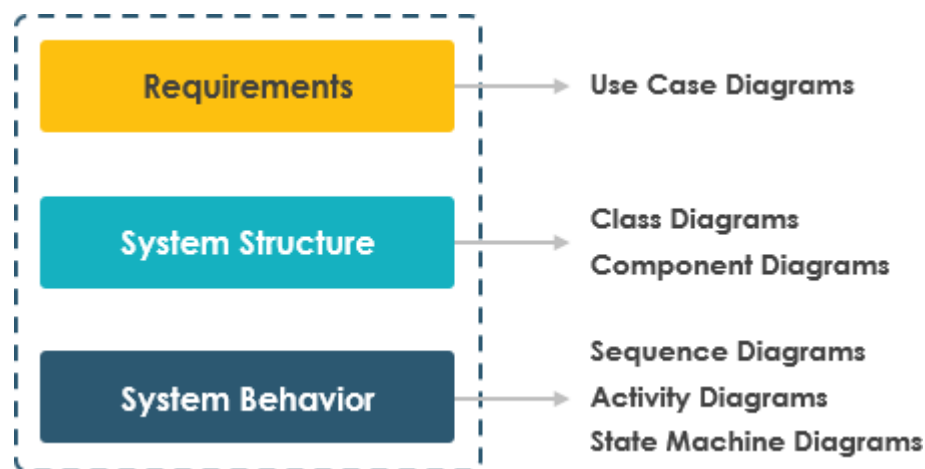 Requirements
Use Case Diagrams
System Structure
Class Diagrams
Component Diagrams
System Behavior
Sequence Diagrams
Activity Diagrams
State Machine Diagrams